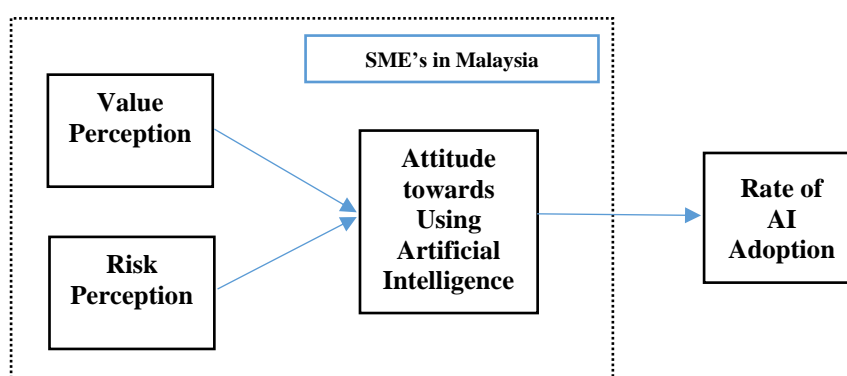 SME's in Malaysia
Value
Perception
Risk
Perception
Attitude
towards
Using
Artificial
Intelligence
Rate of
AI
Adoption